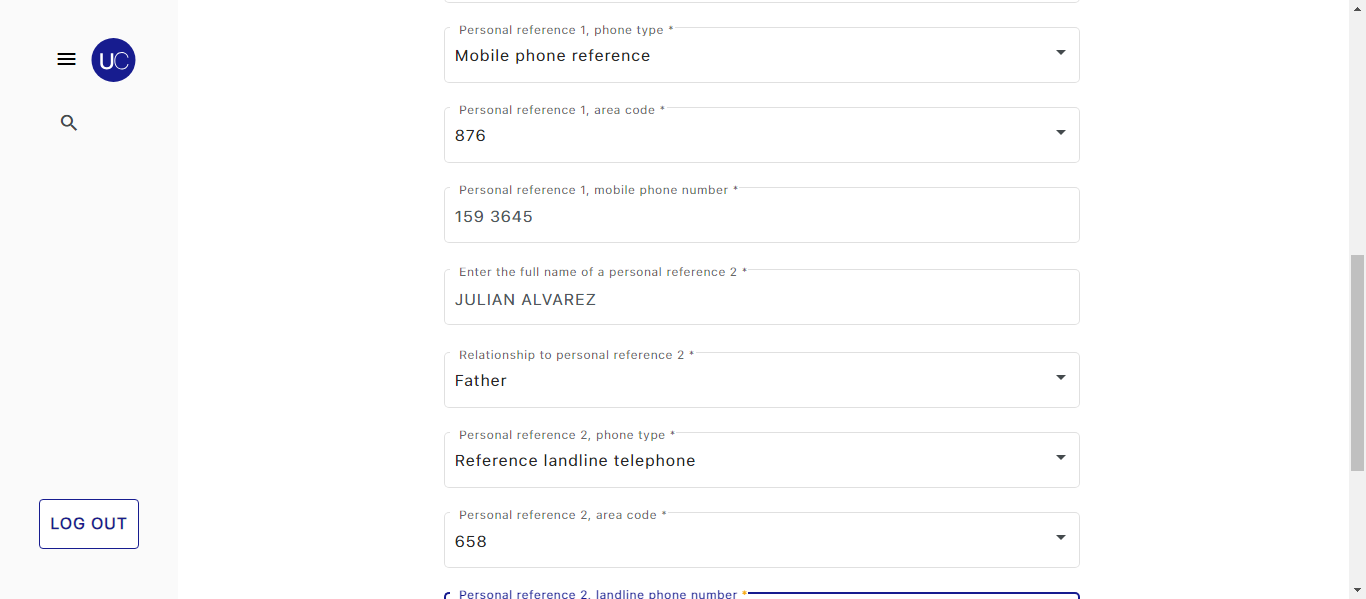 UC
LOG OUT
Personal reference 1, phone type *
Mobile phone reference
Personal reference 1, area code *
876
Personal reference 1, mobile phone number *
159 3645
Enter the full name of a personal reference 2 *
JULIAN ALVAREZ
Relationship to personal reference 2 *
Father
Personal reference 2, phone type *
Reference landline telephone
Personal reference 2, area code *
658
Personal reference 2, landline phone number *